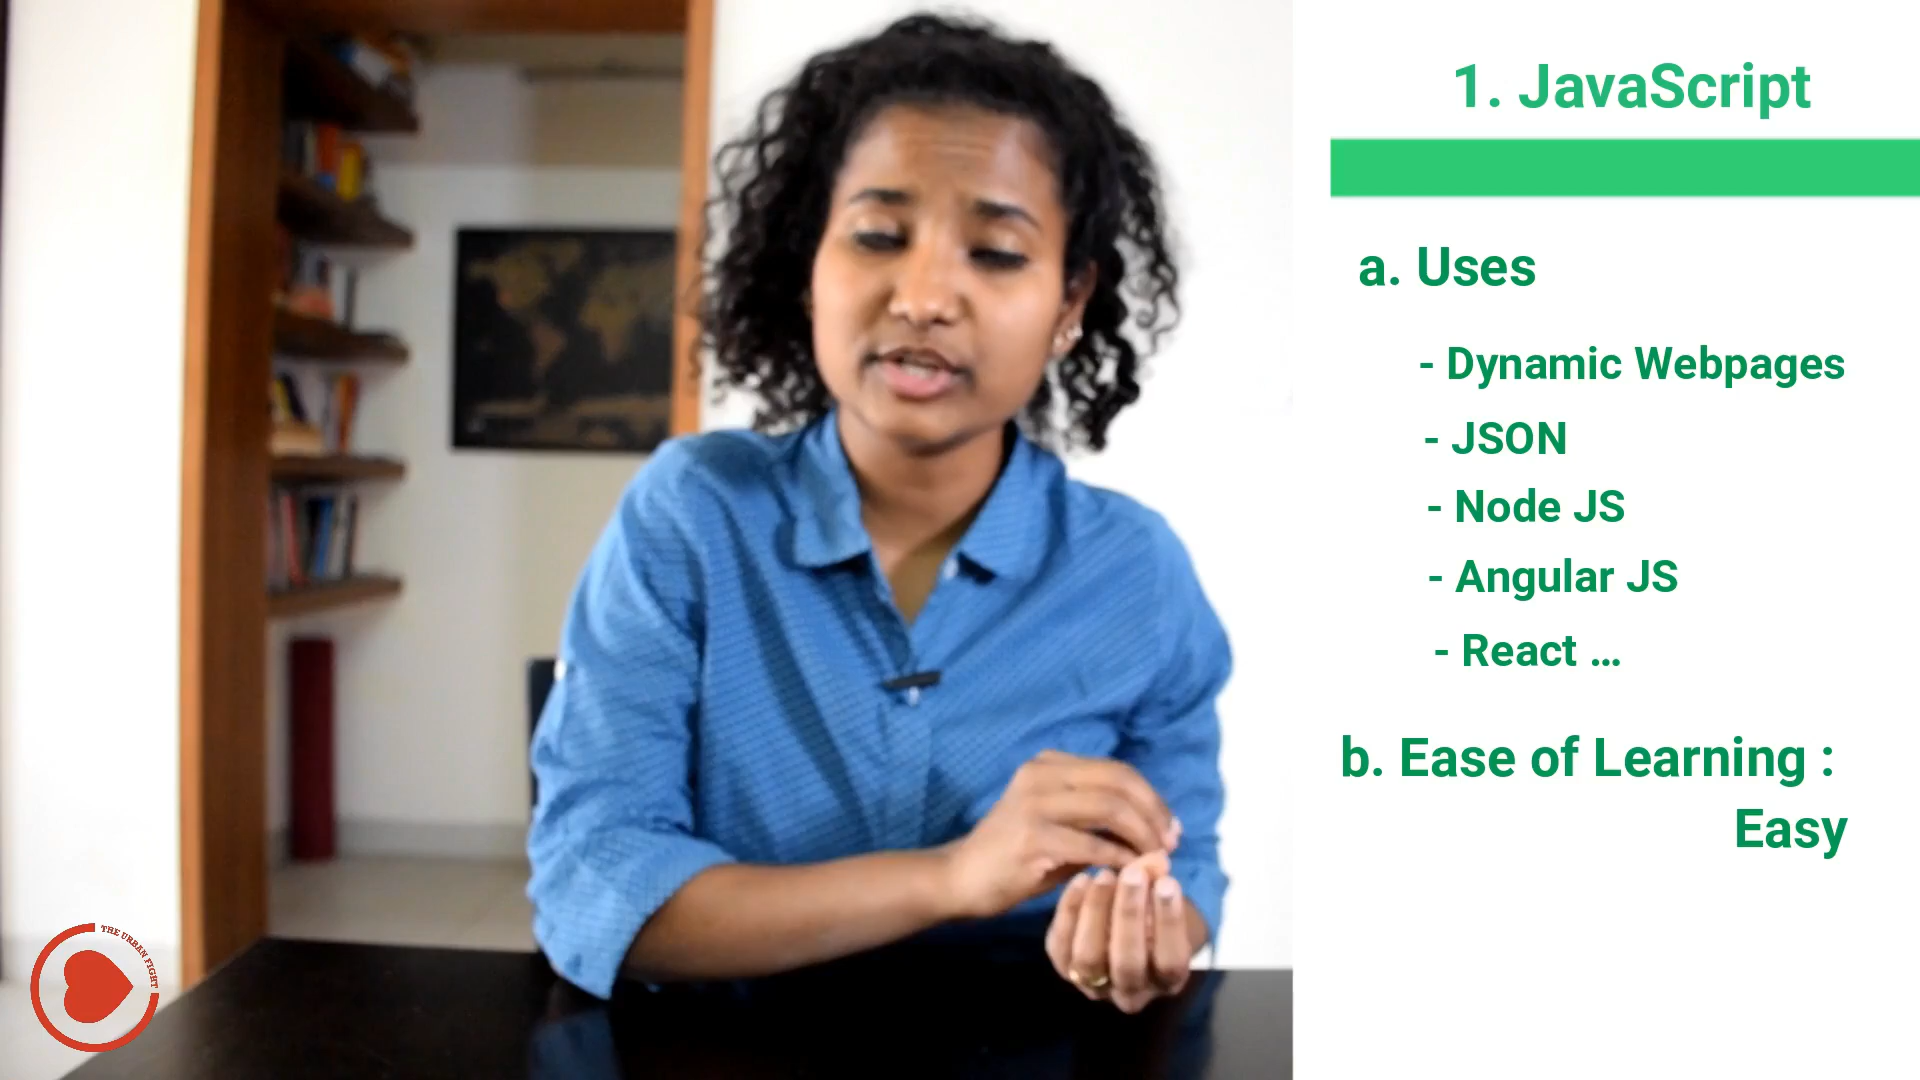 1. JavaScript
a. Uses
- Dynamic Webpages
- JSON
- Node JS
- Angular JS
- React ...
b. Ease of Learning :
Easy
THE URBAN FIGHT